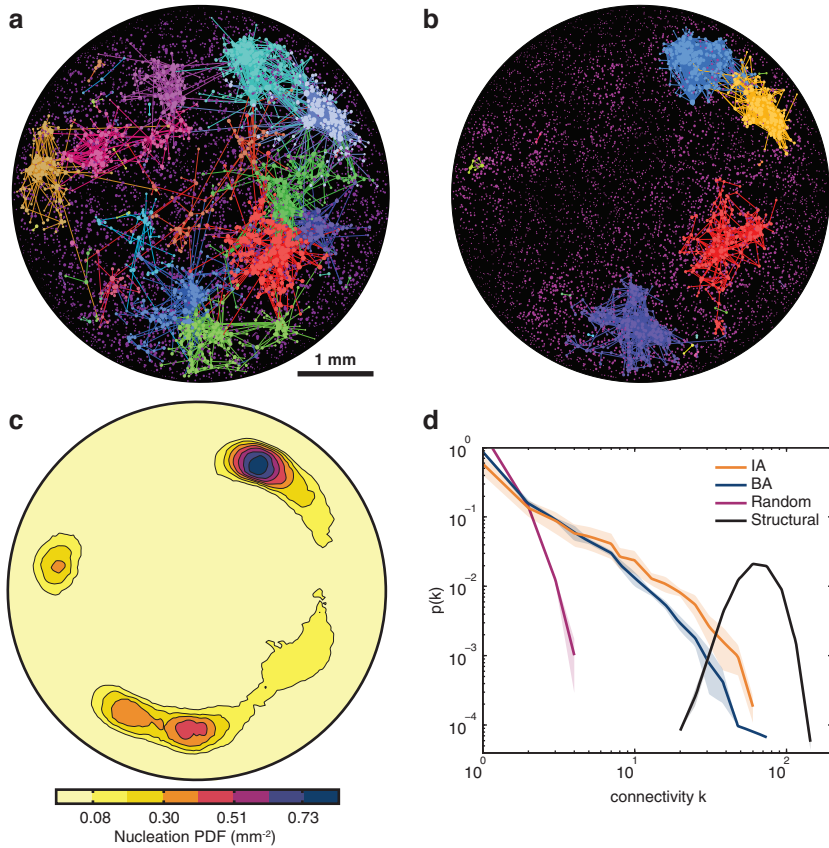 a
b
1 mm
c
0.08 0.30 0.51 0.73
Nucleation PDF (mm⁻²)
d
10⁰
10⁻¹
10⁻²
10⁻³
10⁻⁴
p(k)
IA
BA
Random
Structural
10⁰ 10¹ 10²
connectivity k